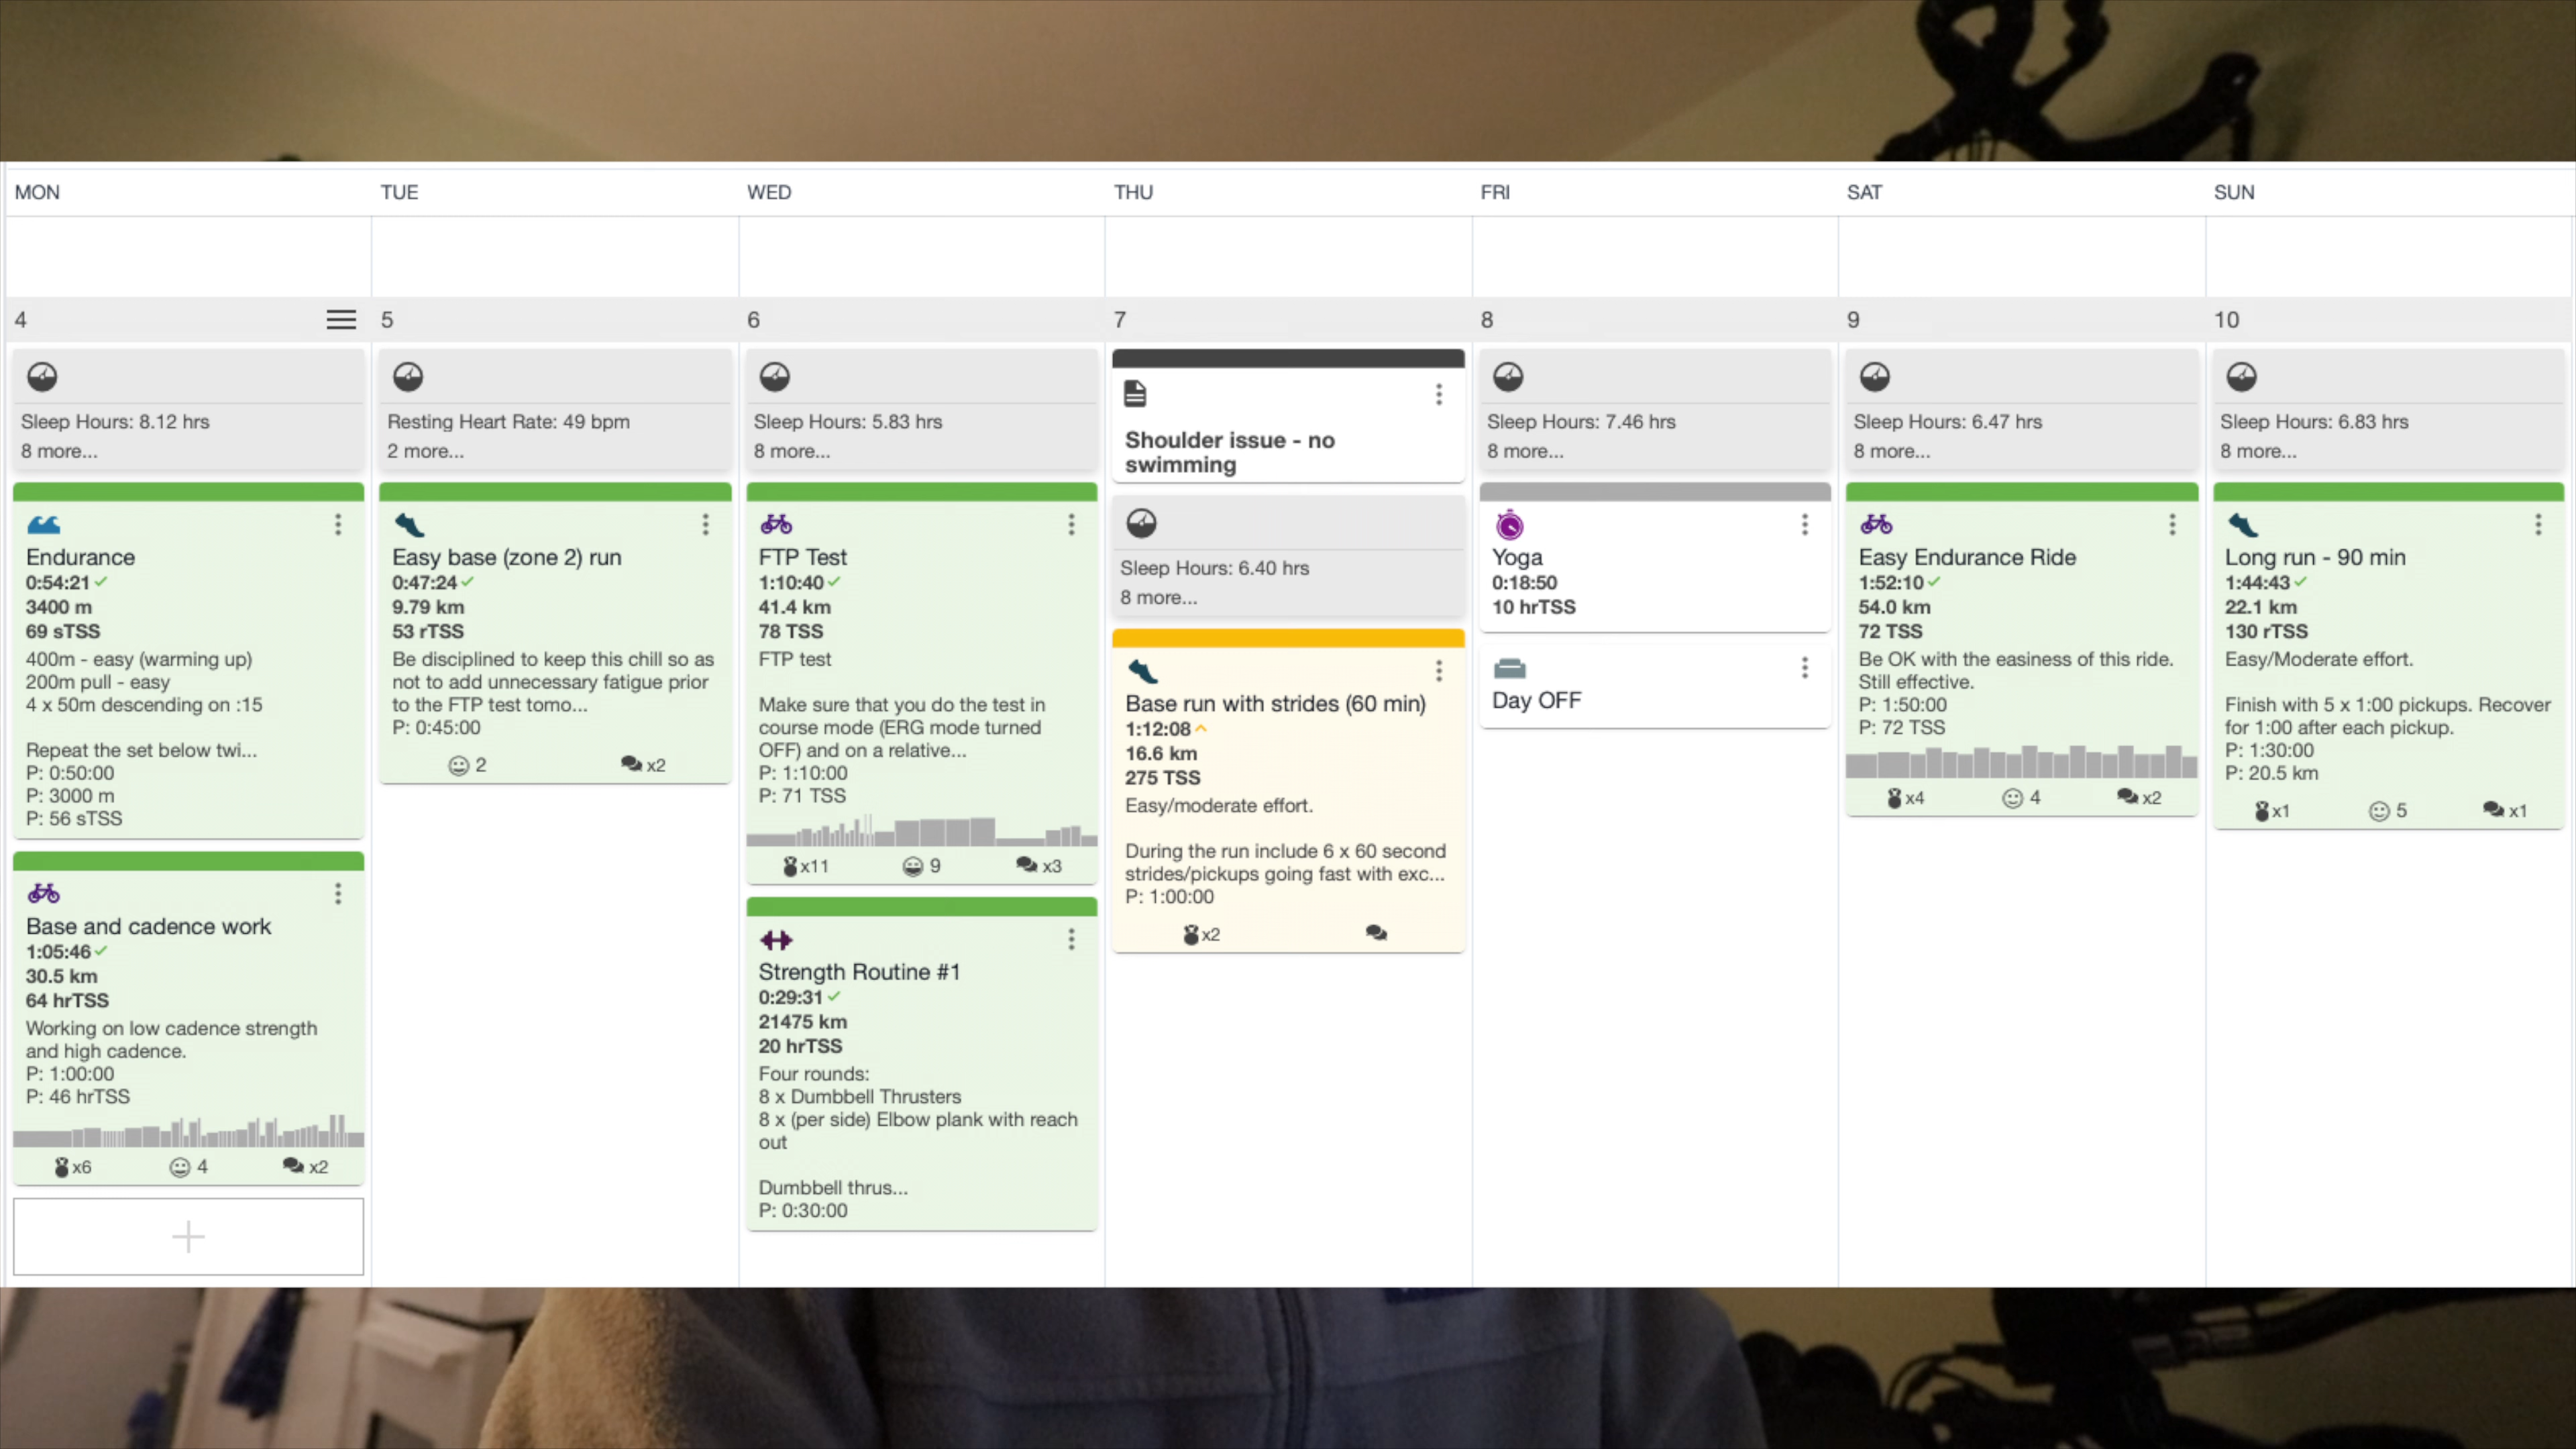 MON
TUE
WED
THU
FRI
SAT
SUN
4
5
6
7
8
9
10
Sleep Hours: 8.12 hrs
8 more...
Endurance
0:54:21
3400 m
69 sTSS
400m - easy (warming up)
200m pull - easy
4 x 50m descending on :15
Repeat the set below twi...
P: 0:50:00
P: 3000 m
P: 56 sTSS
Base and cadence work
1:05:46
30.5 km
64 hrTSS
Working on low cadence strength
and high cadence.
P: 1:00:00
P: 46 hrTSS
x6
4
x2
Resting Heart Rate: 49 bpm
2 more...
Easy base (zone 2) run
0:47:24
9.79 km
53 rTSS
Be disciplined to keep this chill so as
not to add unnecessary fatigue prior
to the FTP test tomo...
P: 0:45:00
2
x2
Sleep Hours: 5.83 hrs
8 more...
FTP Test
1:10:40
41.4 km
78 TSS
FTP test
Make sure that you do the test in
course mode (ERG mode turned
OFF) and on a relative...
P: 1:10:00
P: 71 TSS
x11
9
x3
Strength Routine #1
0:29:31
21475 km
20 hrTSS
Four rounds:
8 x Dumbbell Thrusters
8 x (per side) Elbow plank with reach
out
Dumbbell thrus...
P: 0:30:00
Shoulder issue - no
swimming
Sleep Hours: 6.40 hrs
8 more...
Base run with strides (60 min)
1:12:08
16.6 km
275 TSS
Easy/moderate effort.
During the run include 6 x 60 second
strides/pickups going fast with exc...
P: 1:00:00
x2
Sleep Hours: 7.46 hrs
8 more...
Yoga
0:18:50
10 hrTSS
Day OFF
Sleep Hours: 6.47 hrs
8 more...
Easy Endurance Ride
1:52:10
54.0 km
72 TSS
Be OK with the easiness of this ride.
Still effective.
P: 1:50:00
P: 72 TSS
x4
4
x2
Sleep Hours: 6.83 hrs
8 more...
Long run - 90 min
1:44:43
22.1 km
130 rTSS
Easy/Moderate effort.
Finish with 5 x 1:00 pickups. Recover
for 1:00 after each pickup.
P: 1:30:00
P: 20.5 km
x1
5
x1